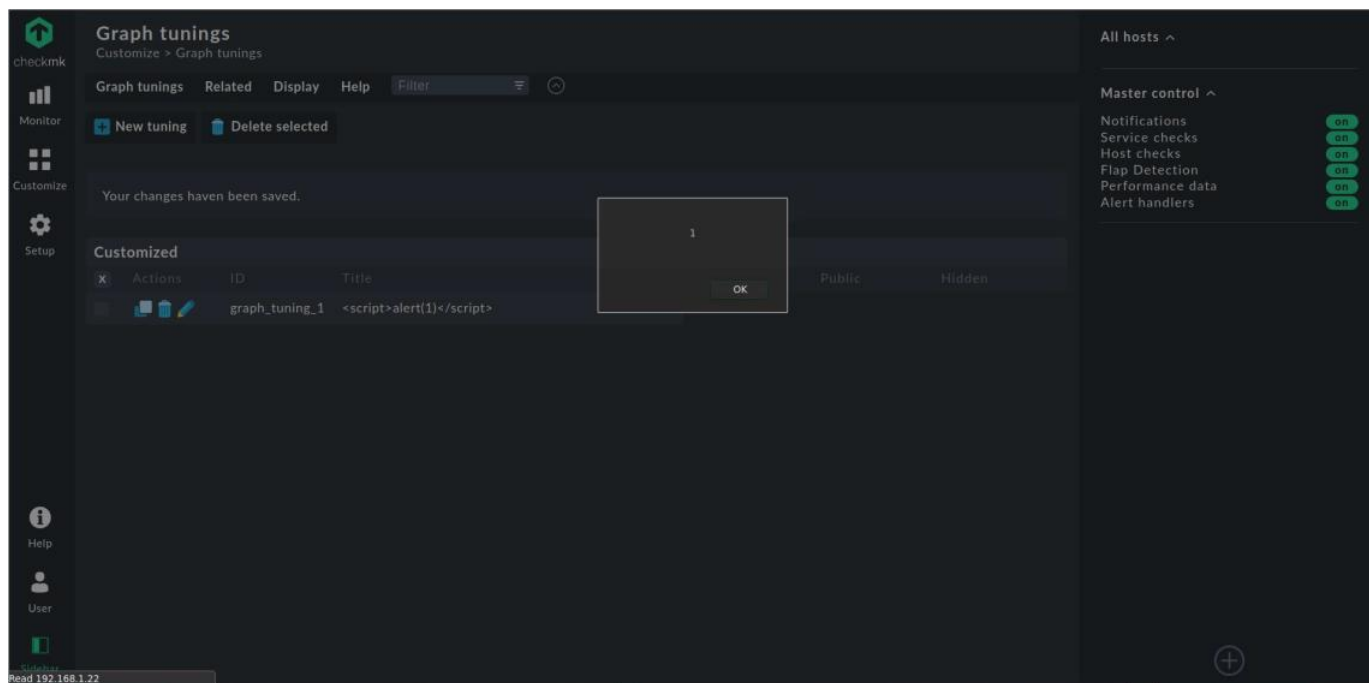 checkmk
Monitor
Customize
Setup
Help
User
Sidebar
Graph tunings
Customize > Graph tunings
Graph tunings Related Display Help Filter
New tuning Delete selected
Your changes haven been saved.
Customized
X Actions ID Title Public Hidden
graph_tuning_1 <script>alert(1)</script>
1
OK
All hosts
Master control
Notifications on
Service checks on
Host checks on
Flap Detection on
Performance data on
Alert handlers on
Read 192.168.1.22